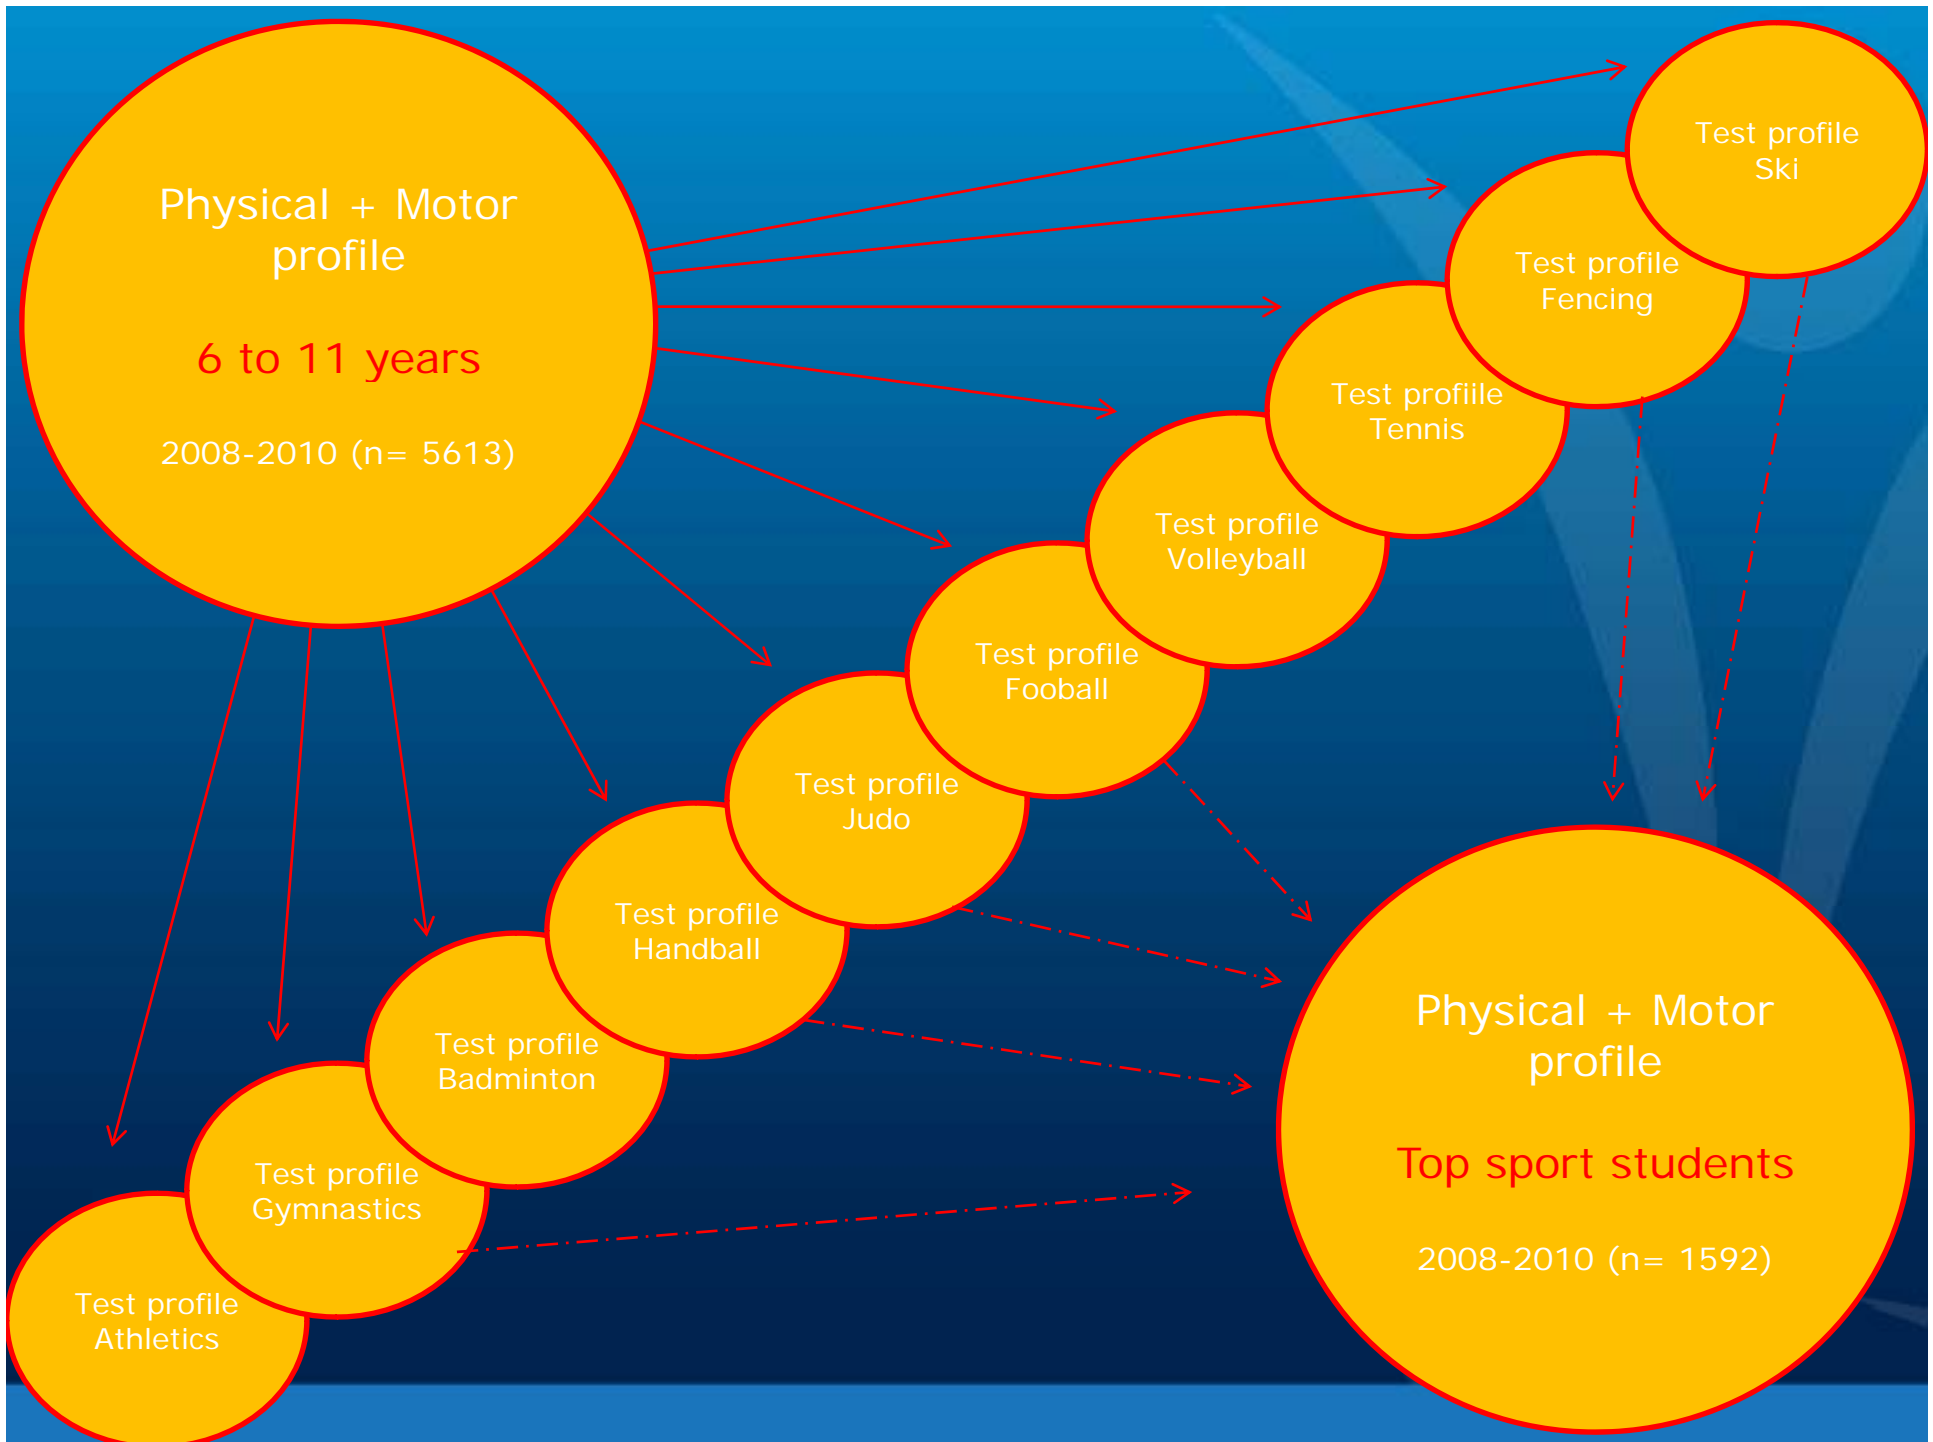 Physical + Motor
profile
6 to 11 years
2008-2010 (n= 5613)
Test profile
Ski
Test profile
Fencing
Test profiile
Tennis
Test profile
Volleyball
Test profile
Fooball
Test profile
Judo
Test profile
Handball
Test profile
Badminton
Test profile
Gymnastics
Test profile
Athletics
Physical + Motor
profile
Top sport students
2008-2010 (n= 1592)